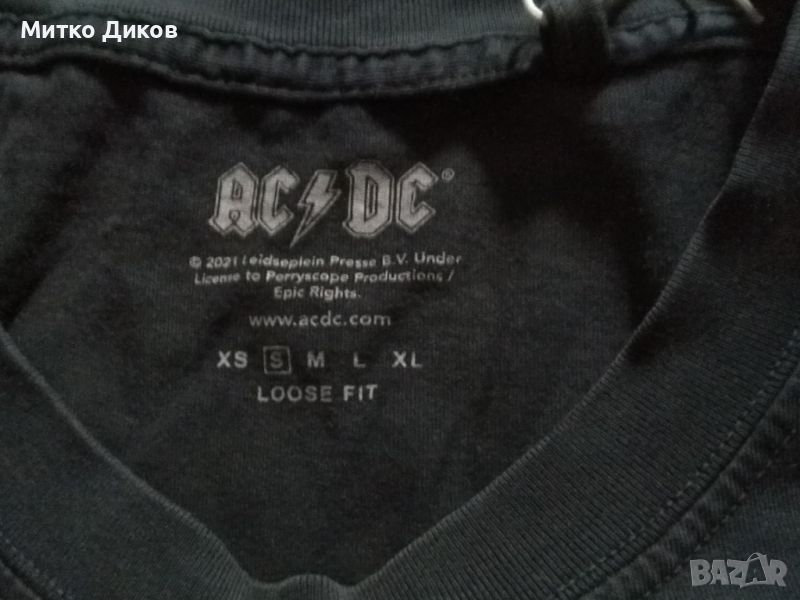 Митко Диков
AC⚡DC®
© 2021 Leidseplein Presse B.V. Under
License to Perryscope Productions /
Epic Rights.
www.acdc.com
XS S M L XL
LOOSE FIT
BAZAR